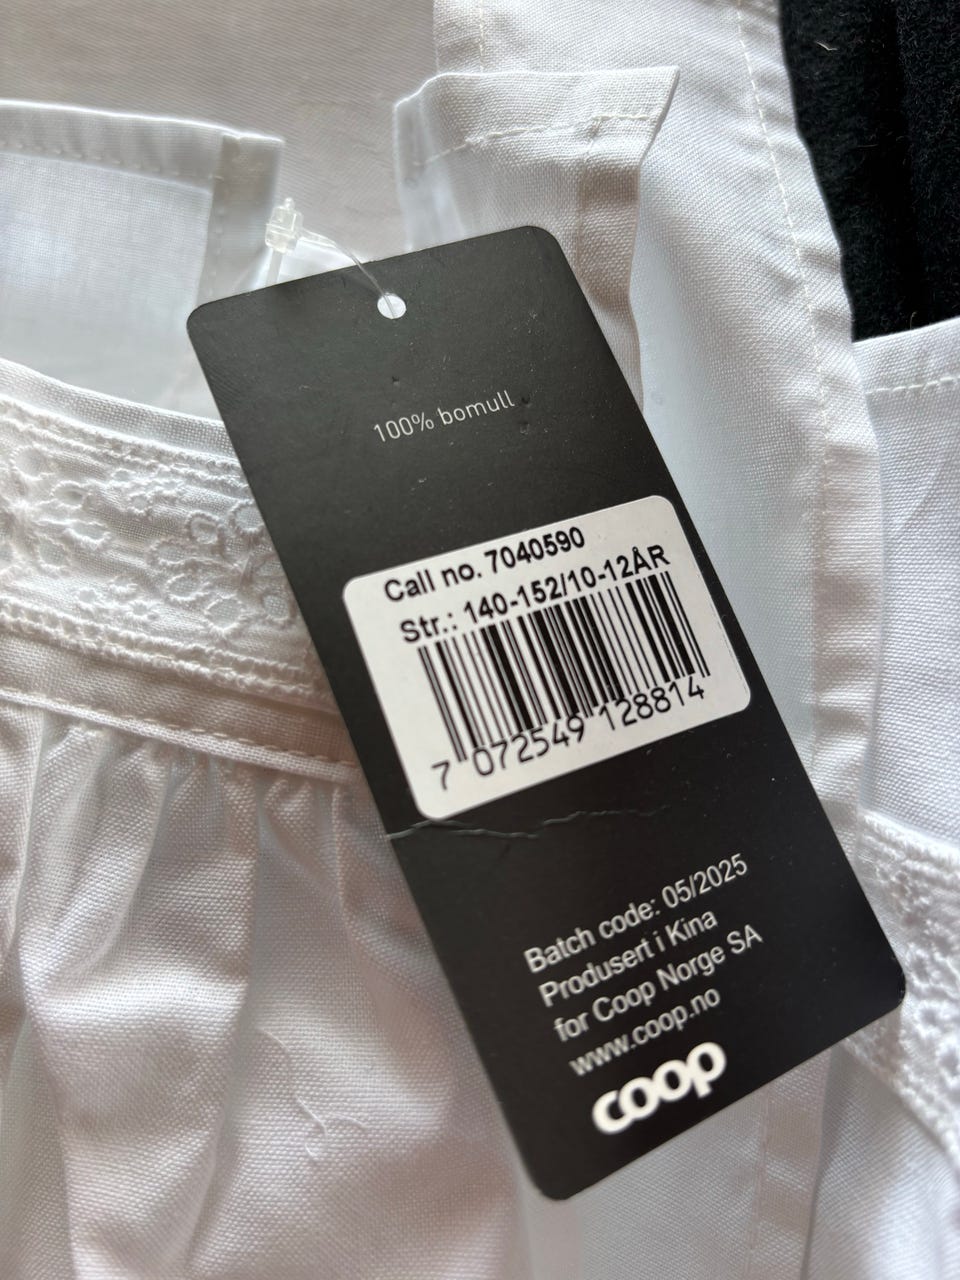 100% bomull
Call no. 7040590
Str.: 140-152/10-12ÅR
7 072549 128814
Batch code: 05/2025
Produsert i Kina
for Coop Norge SA
www.coop.no
coop